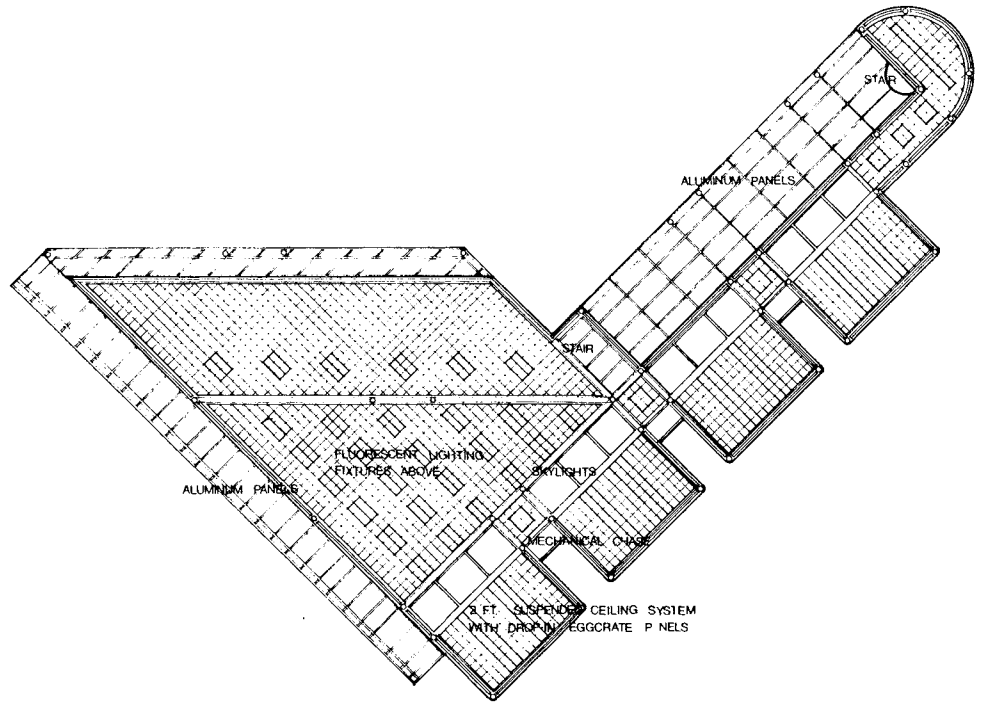 STAIR
ALUMINUM PANELS
STAIR
FLUORESCENT LIGHTING
FIXTURES ABOVE
SKYLIGHTS
ALUMINUM PANELS
MECHANICAL CHASE
2 FT. SUSPENDED CEILING SYSTEM
WITH DROP-IN EGGCRATE P NELS